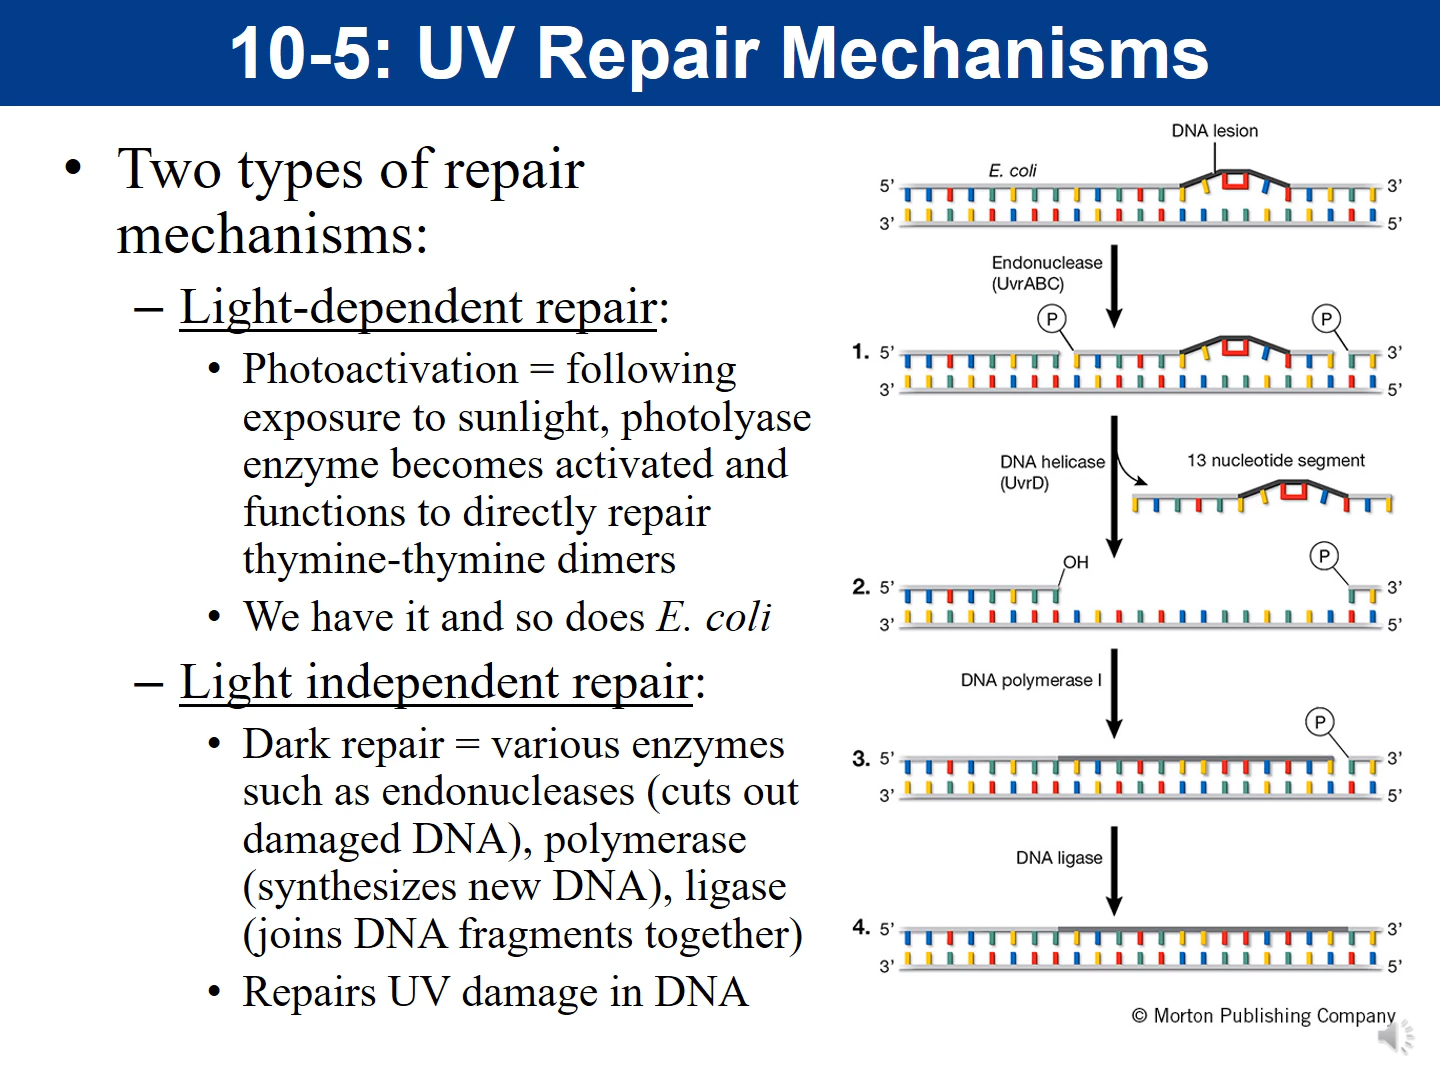 10-5: UV Repair Mechanisms
• Two types of repair
mechanisms:
– Light-dependent repair:
• Photoactivation = following
exposure to sunlight, photolyase
enzyme becomes activated and
functions to directly repair
thymine-thymine dimers
• We have it and so does E. coli
– Light independent repair:
• Dark repair = various enzymes
such as endonucleases (cuts out
damaged DNA), polymerase
(synthesizes new DNA), ligase
(joins DNA fragments together)
• Repairs UV damage in DNA
DNA lesion
E. coli
5’ 3’
3’ 5’
Endonuclease
(UvrABC)
P P
1. 5’ 3’
3’ 5’
DNA helicase
(UvrD)
13 nucleotide segment
OH P
2. 5’ 3’
3’ 5’
DNA polymerase I
P
3. 5’ 3’
3’ 5’
DNA ligase
4. 5’ 3’
3’ 5’
© Morton Publishing Company